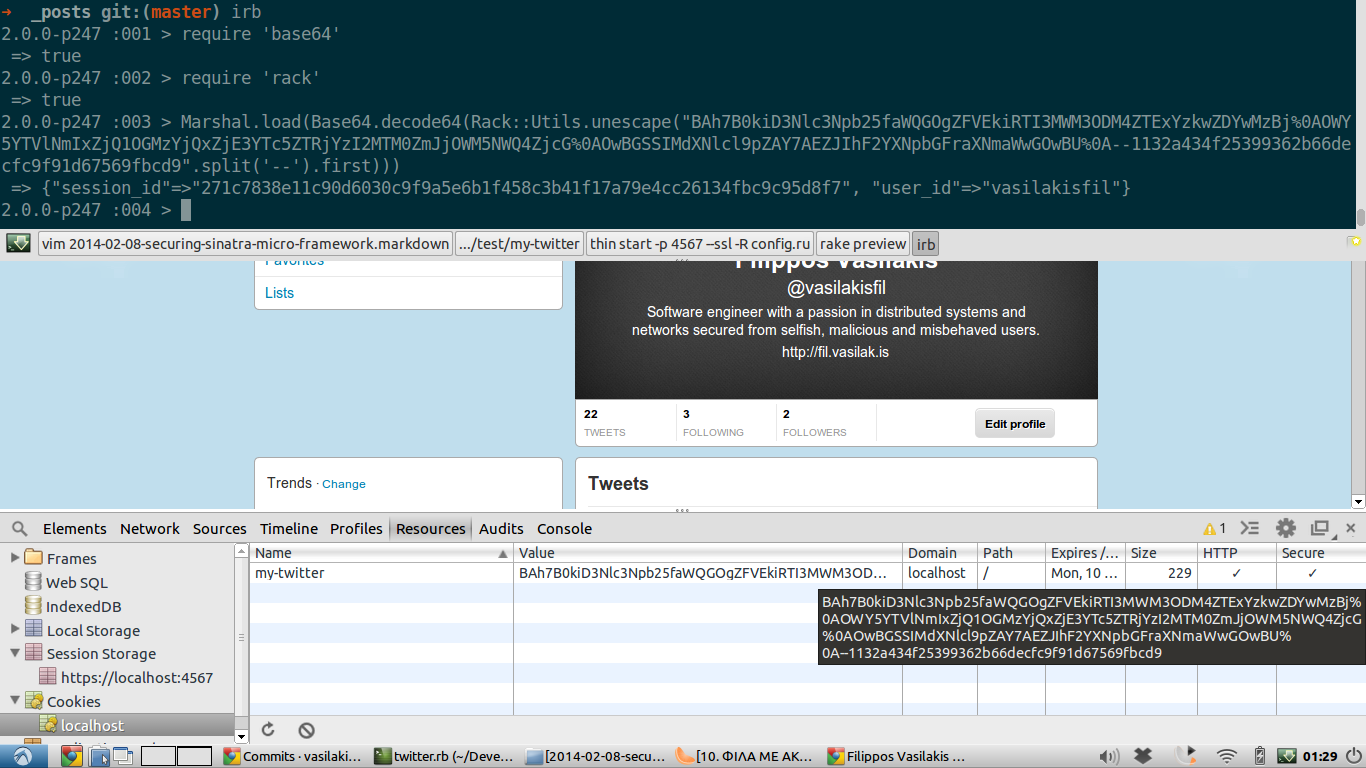 → _posts git:(master) irb
2.0.0-p247 :001 > require 'base64'
=> true
2.0.0-p247 :002 > require 'rack'
=> true
2.0.0-p247 :003 > Marshal.load(Base64.decode64(Rack::Utils.unescape("BAh7B0kiD3Nlc3Npb25faWQGOgZFVEkiRTI3MWM3ODM4ZTExYzkwZDYwMzBj%0AOWY
5YTVlNmIxZjQ1OGMzYjQxZjE3YTc5ZTRjYzI2MTM0ZmJjOWM5NWQ4ZjcG%0AOwBGSSIMdXNlcl9pZAY7AEZJIhF2YXNpbGFraXNmaWwGOwBU%0A--1132a434f25399362b66de
cfc9f91d67569fbcd9".split('--').first)))
=> {"session_id"=>"271c7838e11c90d6030c9f9a5e6b1f458c3b41f17a79e4cc26134fbc9c95d8f7", "user_id"=>"vasilakisfil"}
2.0.0-p247 :004 >
vim 2014-02-08-securing-sinatra-micro-framework.markdown .../test/my-twitter thin start -p 4567 --ssl -R config.ru rake preview irb
Favorites
Lists
Filippos Vasilakis
@vasilakisfil
Software engineer with a passion in distributed systems and
networks secured from selfish, malicious and misbehaved users.
http://fil.vasilak.is
22 3 2
TWEETS FOLLOWING FOLLOWERS
Edit profile
Trends · Change
Tweets
Elements Network Sources Timeline Profiles Resources Audits Console 1
Frames
Web SQL
IndexedDB
Local Storage
Session Storage
https://localhost:4567
Cookies
localhost
Name Value Domain Path Expires /... Size HTTP Secure
my-twitter BAh7B0kiD3Nlc3Npb25faWQGOgZFVEkiRTI3MWM3OD... localhost / Mon, 10 ... 229 ✓ ✓
BAh7B0kiD3Nlc3Npb25faWQGOgZFVEkiRTI3MWM3ODM4ZTExYzkwZDYwMzBj%
0AOWY5YTVlNmIxZjQ1OGMzYjQxZjE3YTc5ZTRjYzI2MTM0ZmJjOWM5NWQ4ZjcG
%0AOwBGSSIMdXNlcl9pZAY7AEZJIhF2YXNpbGFraXNmaWwGOwBU%
0A--1132a434f25399362b66decfc9f91d67569fbcd9
Commits · vasilaki... twitter.rb (~/Deve... [2014-02-08-secu... [10. ΦΙΛΑ ΜΕ ΑΚ... Filippos Vasilakis ... 01:29